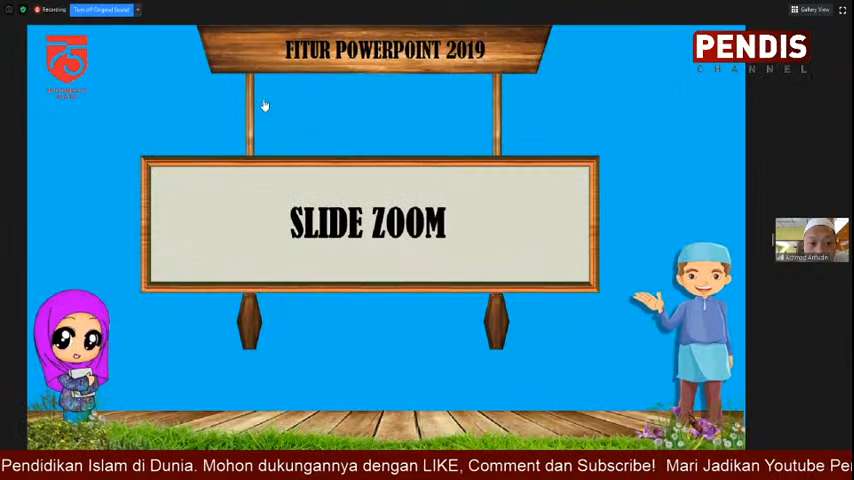 Recording
Turn off Original Sound
Gallery View
FITUR POWERPOINT 2019
PENDIS
CHANNEL
75
SLIDE ZOOM
Pendidikan Islam di Dunia. Mohon dukungannya dengan LIKE, Comment dan Subscribe! Mari Jadikan Youtube Pe